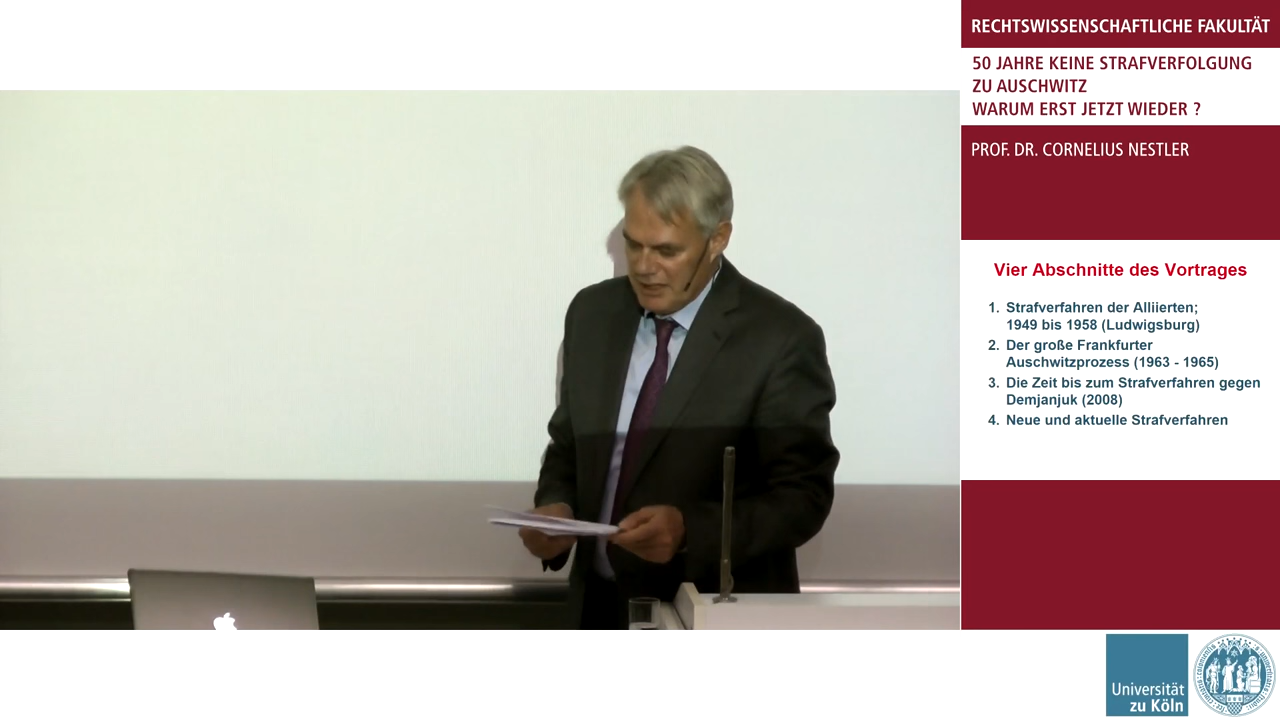 RECHTSWISSENSCHAFTLICHE FAKULTÄT
50 JAHRE KEINE STRAFVERFOLGUNG
ZU AUSCHWITZ
WARUM ERST JETZT WIEDER ?
PROF. DR. CORNELIUS NESTLER
Vier Abschnitte des Vortrages
1. Strafverfahren der Alliierten;
1949 bis 1958 (Ludwigsburg)
2. Der große Frankfurter
Auschwitzprozess (1963 - 1965)
3. Die Zeit bis zum Strafverfahren gegen
Demjanjuk (2008)
4. Neue und aktuelle Strafverfahren
Universität
zu Köln